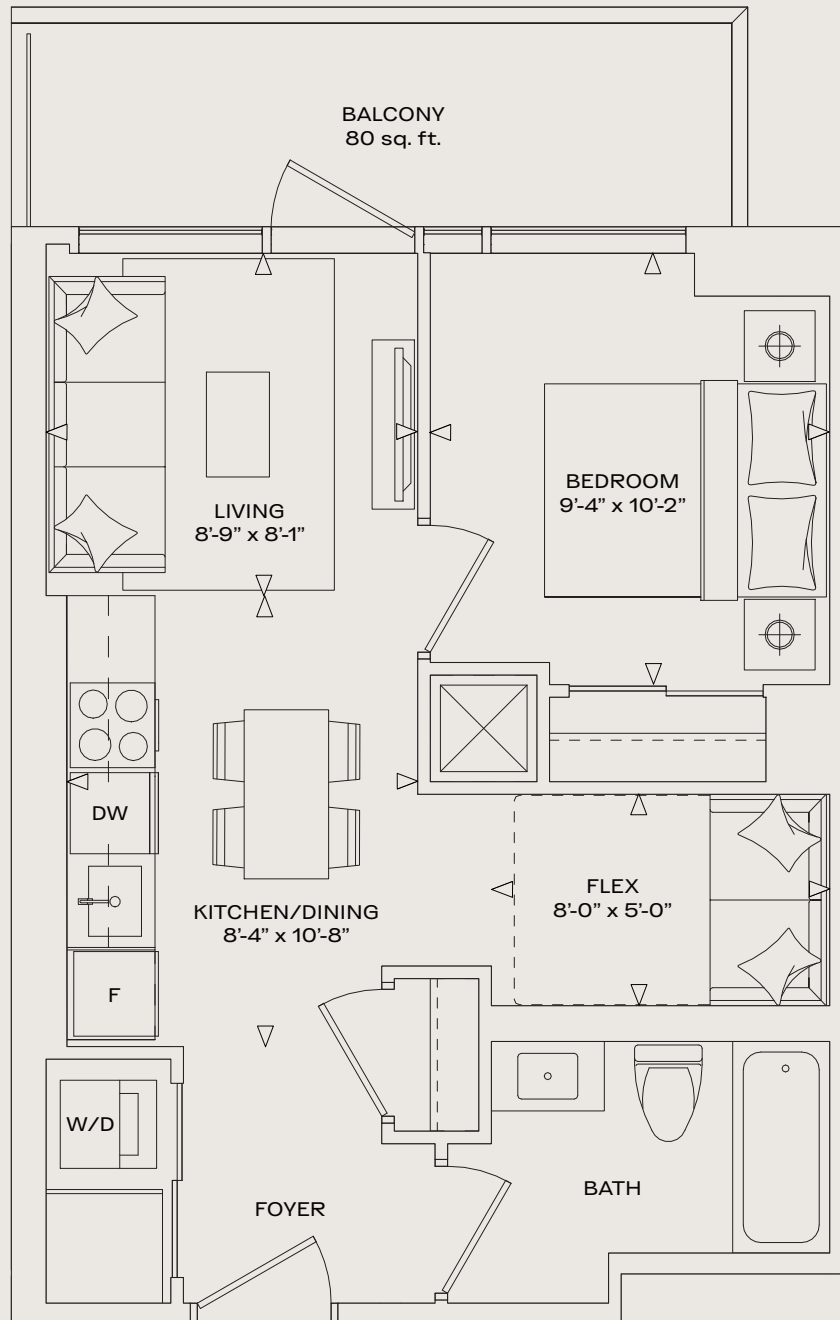 BALCONY
80 sq. ft.
LIVING
8’-9” x 8’-1”
BEDROOM
9’-4” x 10’-2”
DW
FLEX
8’-0” x 5’-0”
KITCHEN/DINING
8’-4” x 10’-8”
F
W/D
BATH
FOYER